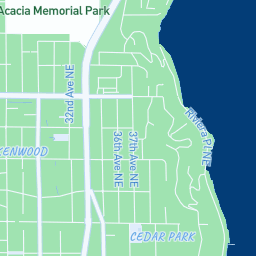 Acacia Memorial Park
32nd Ave NE
Riviera Pl NE
36th Ave NE
37th Ave NE
KENWOOD
CEDAR PARK